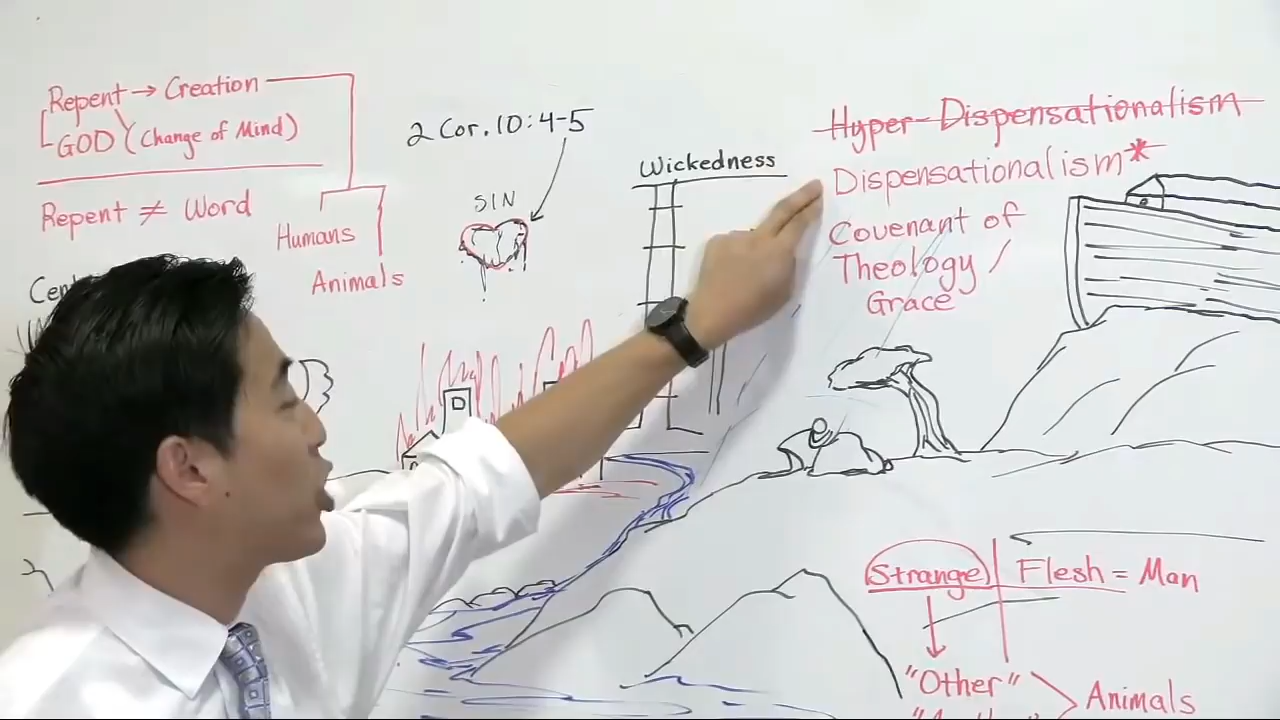 Repent → Creation
GOD (Change of Mind)
Repent ≠ Word
Humans
Animals
2 Cor. 10:4-5
SIN
Wickedness
Hyper-Dispensationalism
Dispensationalism*
Covenant of
Theology /
Grace
D
Strange Flesh = Man
"Other"
Animals